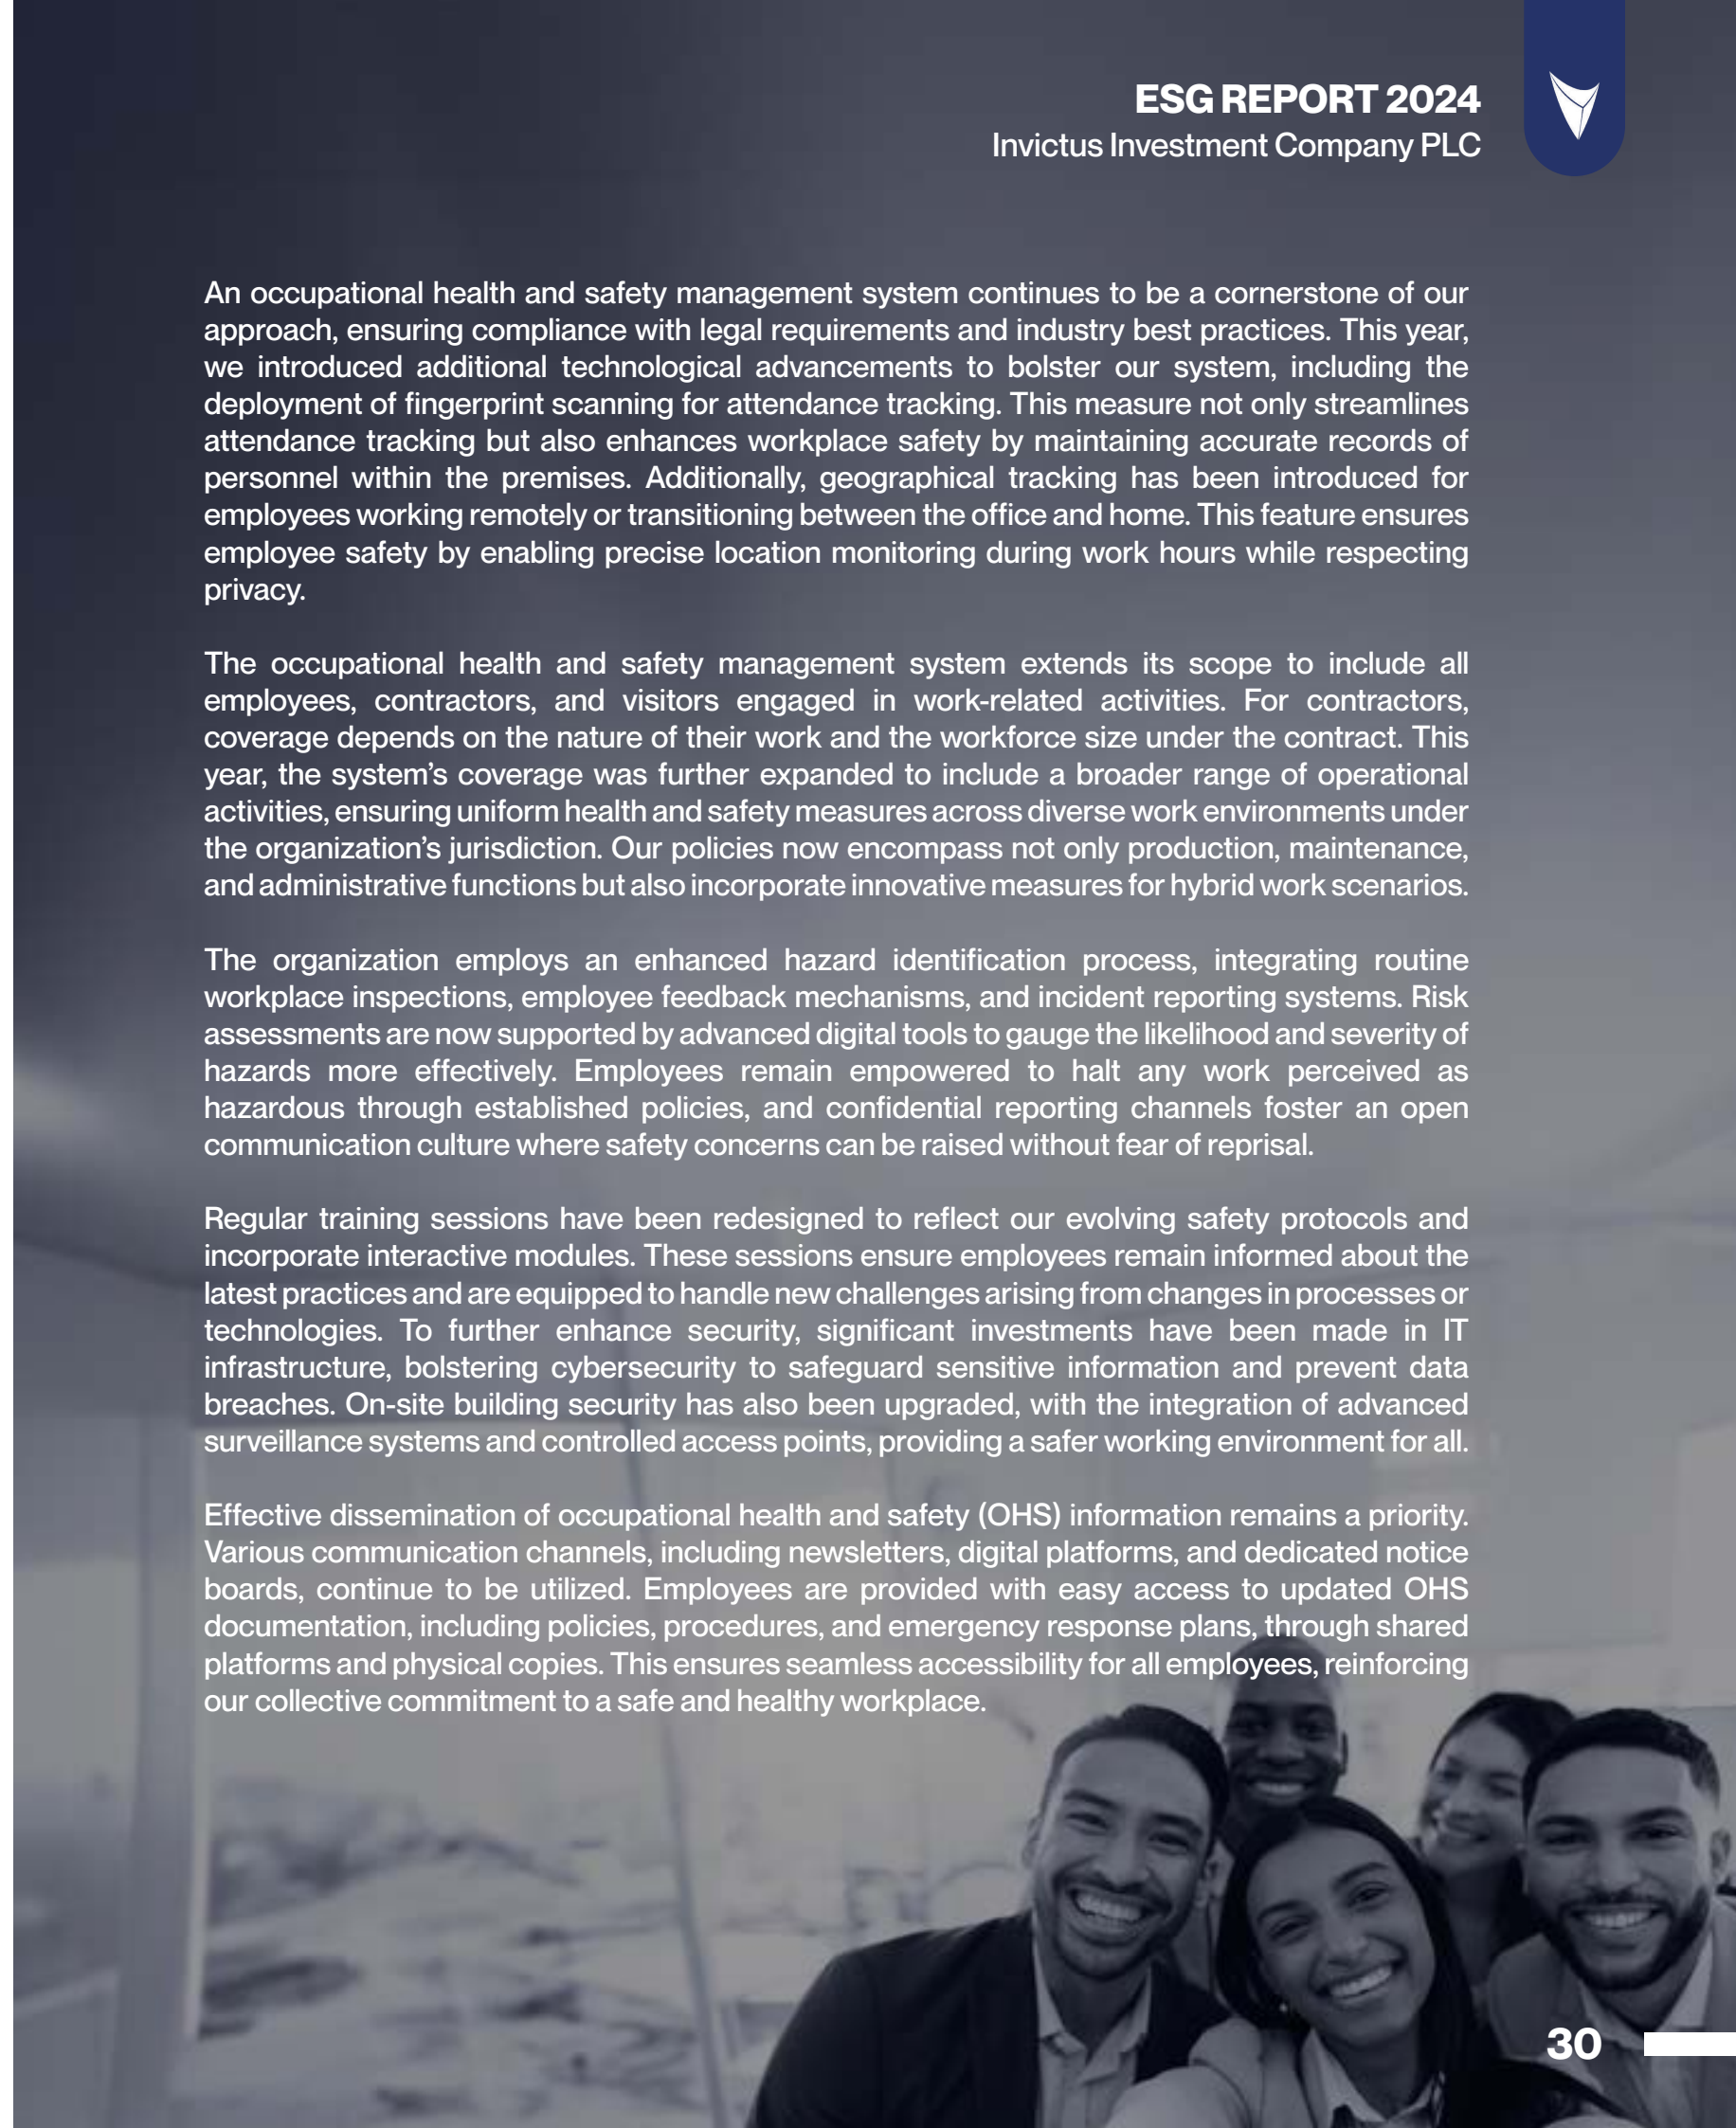 ESG REPORT 2024
Invictus Investment Company PLC
An occupational health and safety management system continues to be a cornerstone of our
approach, ensuring compliance with legal requirements and industry best practices. This year,
we introduced additional technological advancements to bolster our system, including the
deployment of fingerprint scanning for attendance tracking. This measure not only streamlines
attendance tracking but also enhances workplace safety by maintaining accurate records of
personnel within the premises. Additionally, geographical tracking has been introduced for
employees working remotely or transitioning between the office and home. This feature ensures
employee safety by enabling precise location monitoring during work hours while respecting
privacy.
The occupational health and safety management system extends its scope to include all
employees, contractors, and visitors engaged in work-related activities. For contractors,
coverage depends on the nature of their work and the workforce size under the contract. This
year, the system’s coverage was further expanded to include a broader range of operational
activities, ensuring uniform health and safety measures across diverse work environments under
the organization’s jurisdiction. Our policies now encompass not only production, maintenance,
and administrative functions but also incorporate innovative measures for hybrid work scenarios.
The organization employs an enhanced hazard identification process, integrating routine
workplace inspections, employee feedback mechanisms, and incident reporting systems. Risk
assessments are now supported by advanced digital tools to gauge the likelihood and severity of
hazards more effectively. Employees remain empowered to halt any work perceived as
hazardous through established policies, and confidential reporting channels foster an open
communication culture where safety concerns can be raised without fear of reprisal.
Regular training sessions have been redesigned to reflect our evolving safety protocols and
incorporate interactive modules. These sessions ensure employees remain informed about the
latest practices and are equipped to handle new challenges arising from changes in processes or
technologies. To further enhance security, significant investments have been made in IT
infrastructure, bolstering cybersecurity to safeguard sensitive information and prevent data
breaches. On-site building security has also been upgraded, with the integration of advanced
surveillance systems and controlled access points, providing a safer working environment for all.
Effective dissemination of occupational health and safety (OHS) information remains a priority.
Various communication channels, including newsletters, digital platforms, and dedicated notice
boards, continue to be utilized. Employees are provided with easy access to updated OHS
documentation, including policies, procedures, and emergency response plans, through shared
platforms and physical copies. This ensures seamless accessibility for all employees, reinforcing
our collective commitment to a safe and healthy workplace.
30